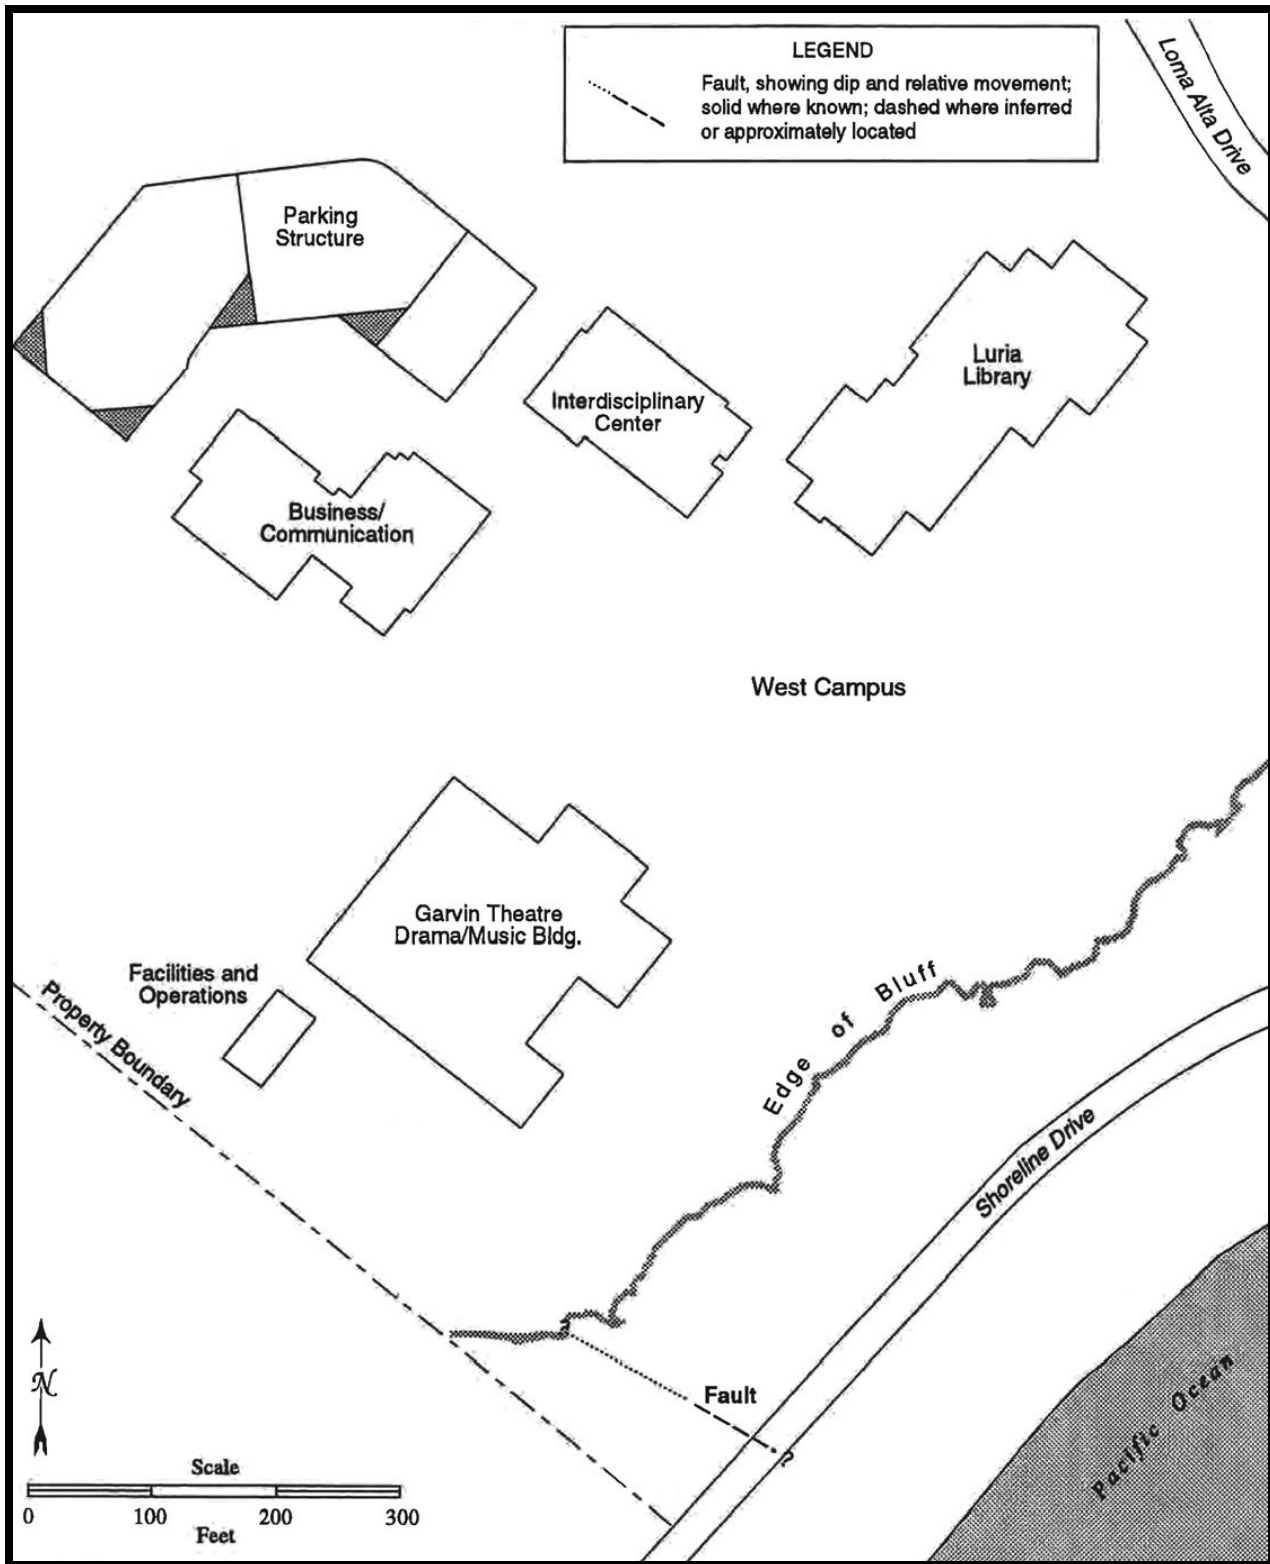 LEGEND
Fault, showing dip and relative movement;
solid where known; dashed where inferred
or approximately located
Loma Alta Drive
Parking
Structure
Luria
Library
Interdisciplinary
Center
Business/
Communication
West Campus
Garvin Theatre
Drama/Music Bldg.
Facilities and
Operations
Property Boundary
Edge of Bluff
Shoreline Drive
?
Fault
?
Pacific Ocean
N
Scale
0 100 200 300
Feet